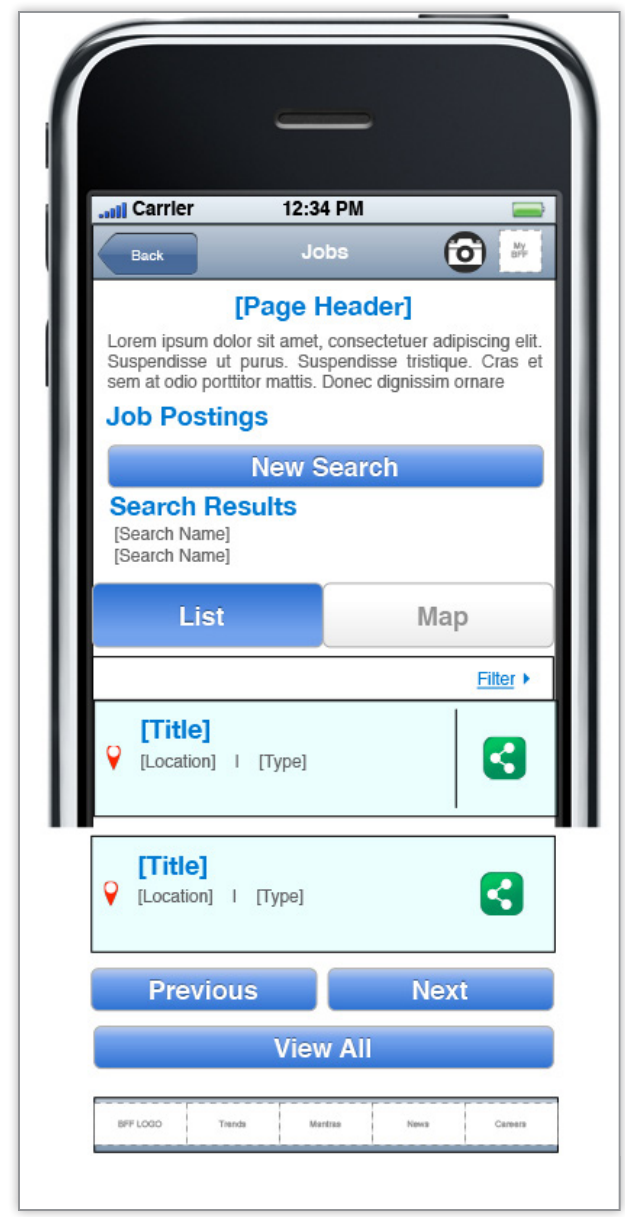 Carrier 12:34 PM
Back Jobs My BFF
[Page Header]
Lorem ipsum dolor sit amet, consectetuer adipiscing elit.
Suspendisse ut purus. Suspendisse tristique. Cras et
sem at odio porttitor mattis. Donec dignissim ornare
Job Postings
New Search
Search Results
[Search Name]
[Search Name]
List Map
Filter
[Title]
[Location] I [Type]
[Title]
[Location] I [Type]
Previous Next
View All
BFF LOGO Trends Mantras News Careers